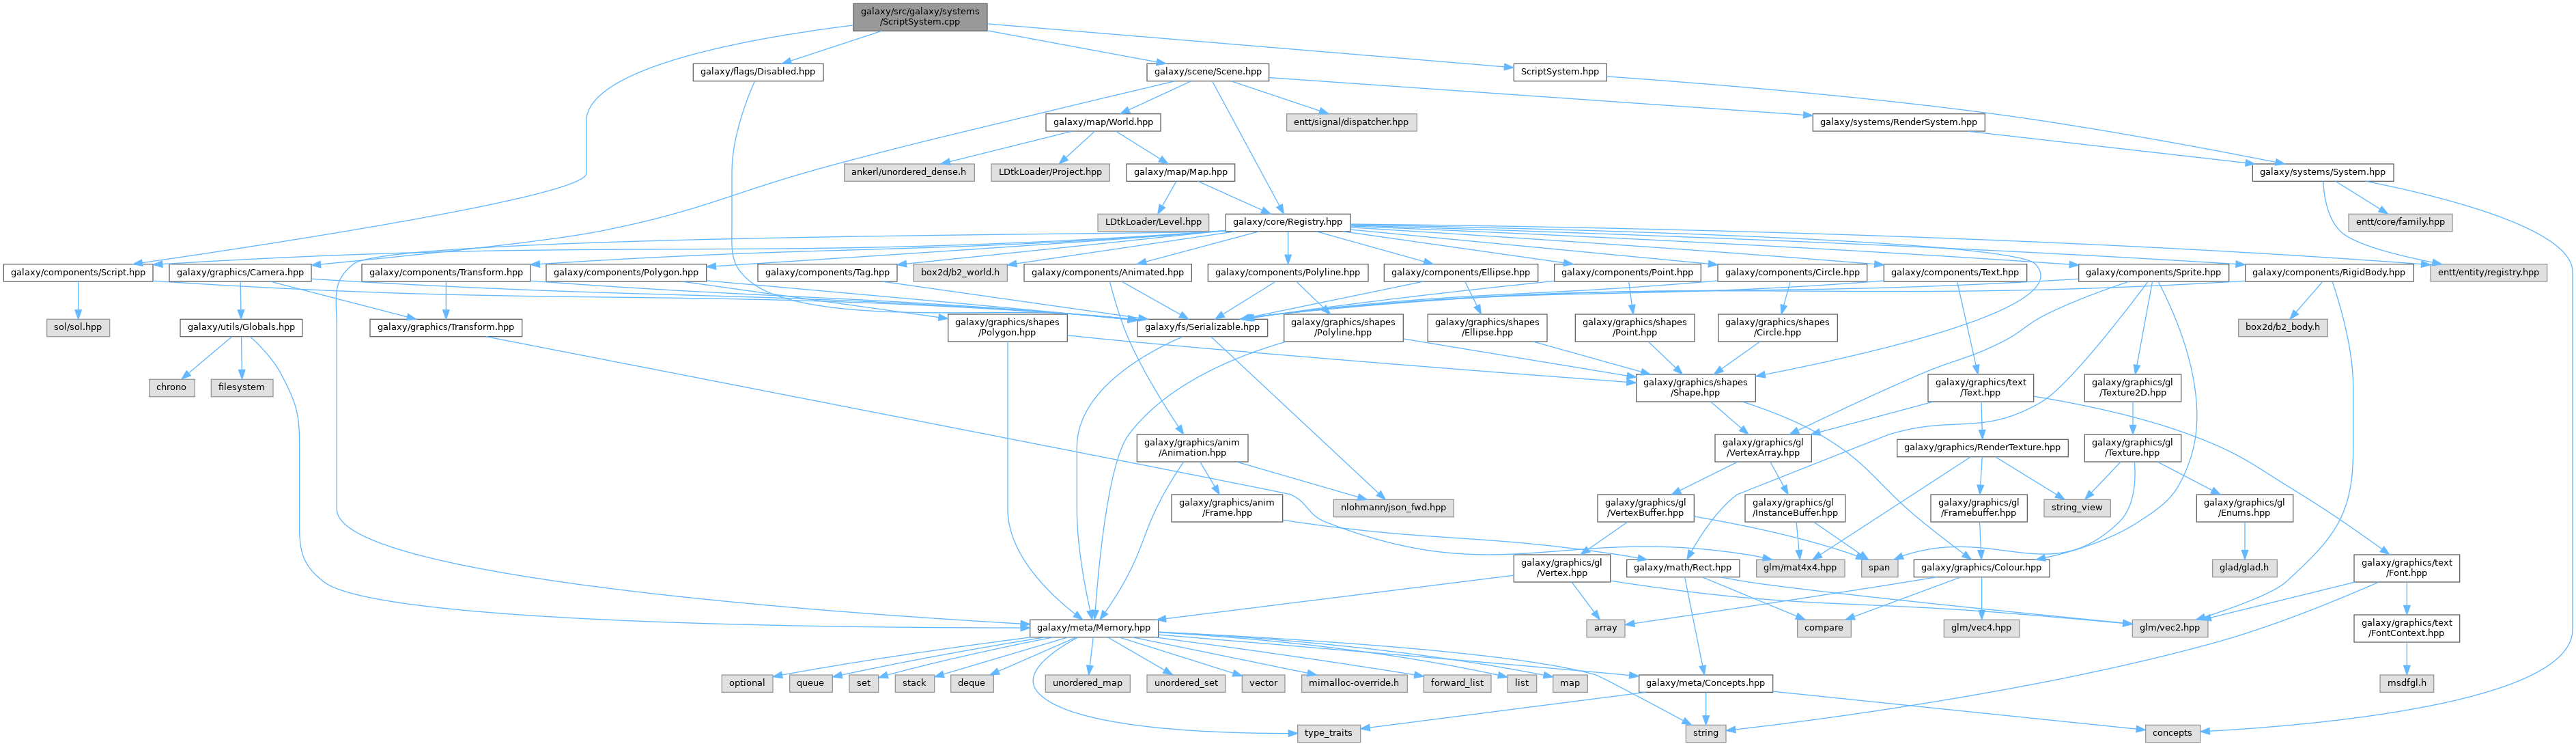 galaxy/src/galaxy/systems
/ScriptSystem.cpp
galaxy/flags/Disabled.hpp
galaxy/scene/Scene.hpp
ScriptSystem.hpp
galaxy/map/World.hpp
entt/signal/dispatcher.hpp
galaxy/systems/RenderSystem.hpp
ankerl/unordered_dense.h
LDtkLoader/Project.hpp
galaxy/map/Map.hpp
galaxy/systems/System.hpp
LDtkLoader/Level.hpp
galaxy/core/Registry.hpp
entt/core/family.hpp
galaxy/components/Script.hpp
galaxy/graphics/Camera.hpp
galaxy/components/Transform.hpp
galaxy/components/Polygon.hpp
galaxy/components/Tag.hpp
box2d/b2_world.h
galaxy/components/Animated.hpp
galaxy/components/Polyline.hpp
galaxy/components/Ellipse.hpp
galaxy/components/Point.hpp
galaxy/components/Circle.hpp
galaxy/components/Text.hpp
galaxy/components/Sprite.hpp
galaxy/components/RigidBody.hpp
entt/entity/registry.hpp
sol/sol.hpp
galaxy/utils/Globals.hpp
galaxy/graphics/Transform.hpp
galaxy/fs/Serializable.hpp
galaxy/graphics/shapes
/Polygon.hpp
galaxy/graphics/shapes
/Polyline.hpp
galaxy/graphics/shapes
/Ellipse.hpp
galaxy/graphics/shapes
/Point.hpp
galaxy/graphics/shapes
/Circle.hpp
box2d/b2_body.h
chrono
filesystem
galaxy/graphics/shapes
/Shape.hpp
galaxy/graphics/text
/Text.hpp
galaxy/graphics/gl
/Texture2D.hpp
galaxy/graphics/anim
/Animation.hpp
galaxy/graphics/gl
/VertexArray.hpp
galaxy/graphics/RenderTexture.hpp
galaxy/graphics/gl
/Texture.hpp
galaxy/graphics/anim
/Frame.hpp
nlohmann/json_fwd.hpp
galaxy/graphics/gl
/VertexBuffer.hpp
galaxy/graphics/gl
/InstanceBuffer.hpp
galaxy/graphics/gl
/Framebuffer.hpp
string_view
galaxy/graphics/gl
/Enums.hpp
galaxy/graphics/gl
/Vertex.hpp
galaxy/math/Rect.hpp
glm/mat4x4.hpp
span
galaxy/graphics/Colour.hpp
glad/glad.h
galaxy/graphics/text
/Font.hpp
galaxy/meta/Memory.hpp
array
compare
glm/vec4.hpp
glm/vec2.hpp
galaxy/graphics/text
/FontContext.hpp
optional
queue
set
stack
deque
unordered_map
unordered_set
vector
mimalloc-override.h
forward_list
list
map
galaxy/meta/Concepts.hpp
msdfgl.h
type_traits
string
concepts